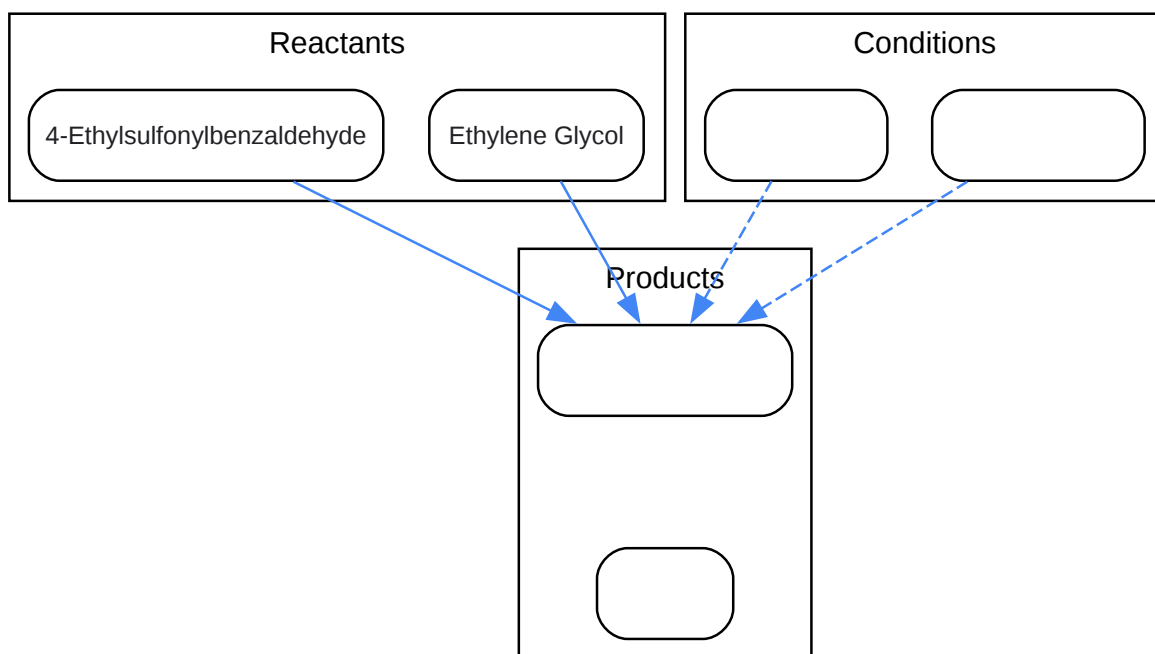 Reactants
Conditions
4-Ethylsulfonylbenzaldehyde
Ethylene Glycol
Products